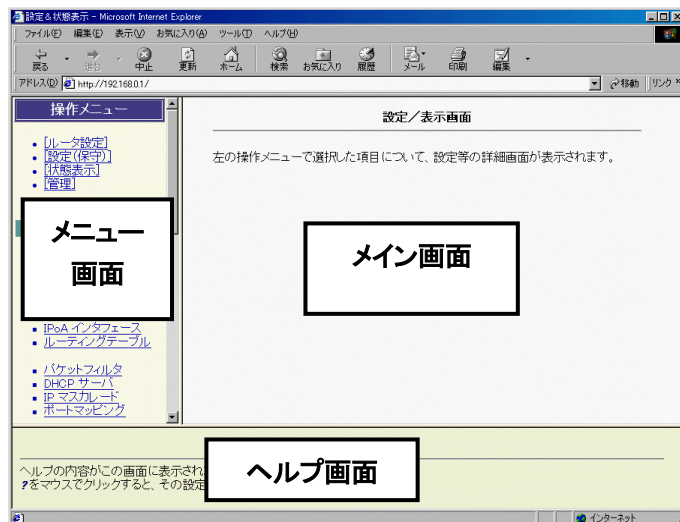 設定&状態表示 - Microsoft Internet Explorer
ファイル(F) 編集(E) 表示(V) お気に入り(A) ツール(T) ヘルプ(H)
戻る 進む 中止 更新 ホーム 検索 お気に入り 履歴 メール 印刷 編集
アドレス(D) http://192.168.0.1/ 移動 リンク
操作メニュー
[ルータ設定]
[設定(保守)]
[状態表示]
[管理]
メニュー
画面
IPoA インタフェース
ルーティングテーブル
パケットフィルタ
DHCP サーバ
IP マスカレード
ポートマッピング
設定/表示画面
左の操作メニューで選択した項目について、設定等の詳細画面が表示されます。
メイン画面
ヘルプの内容がこの画面に表示され
?をマウスでクリックすると、その設定
ヘルプ画面
インターネット